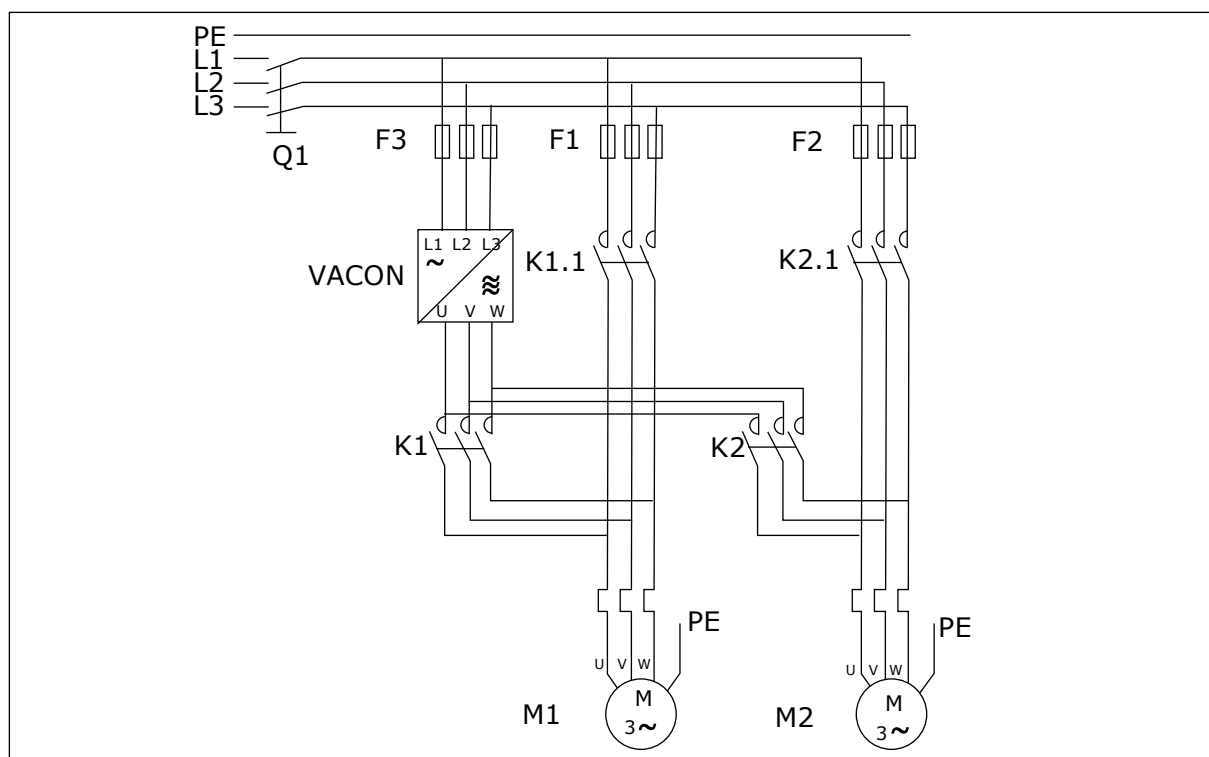 PE
L1
L2
L3
Q1
F3
F1
F2
L1 L2 L3
~
≋
U V W
VACON
K1.1
K2.1
K1
K2
PE
PE
U V W
U V W
M
3~
M
3~
M1
M2